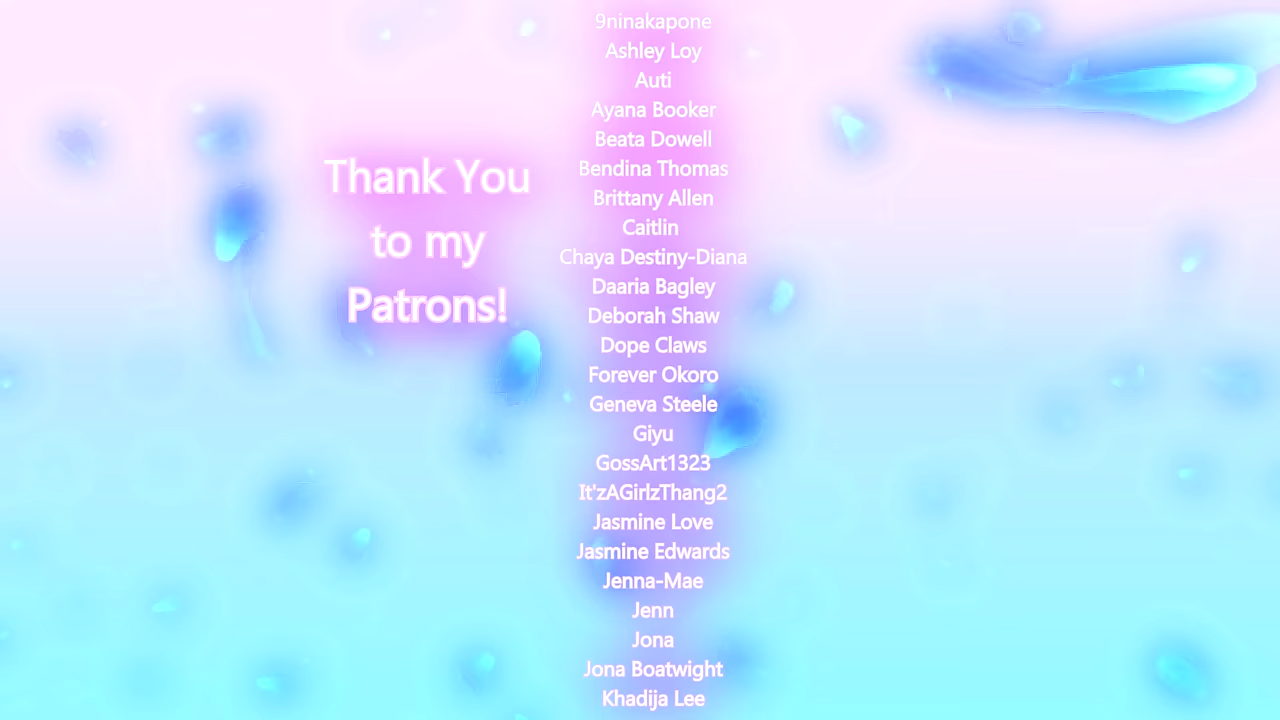 Thank You
to my
Patrons!
9ninakapone
Ashley Loy
Auti
Ayana Booker
Beata Dowell
Bendina Thomas
Brittany Allen
Caitlin
Chaya Destiny-Diana
Daaria Bagley
Deborah Shaw
Dope Claws
Forever Okoro
Geneva Steele
Giyu
GossArt1323
It'zAGirlzThang2
Jasmine Love
Jasmine Edwards
Jenna-Mae
Jenn
Jona
Jona Boatwight
Khadija Lee